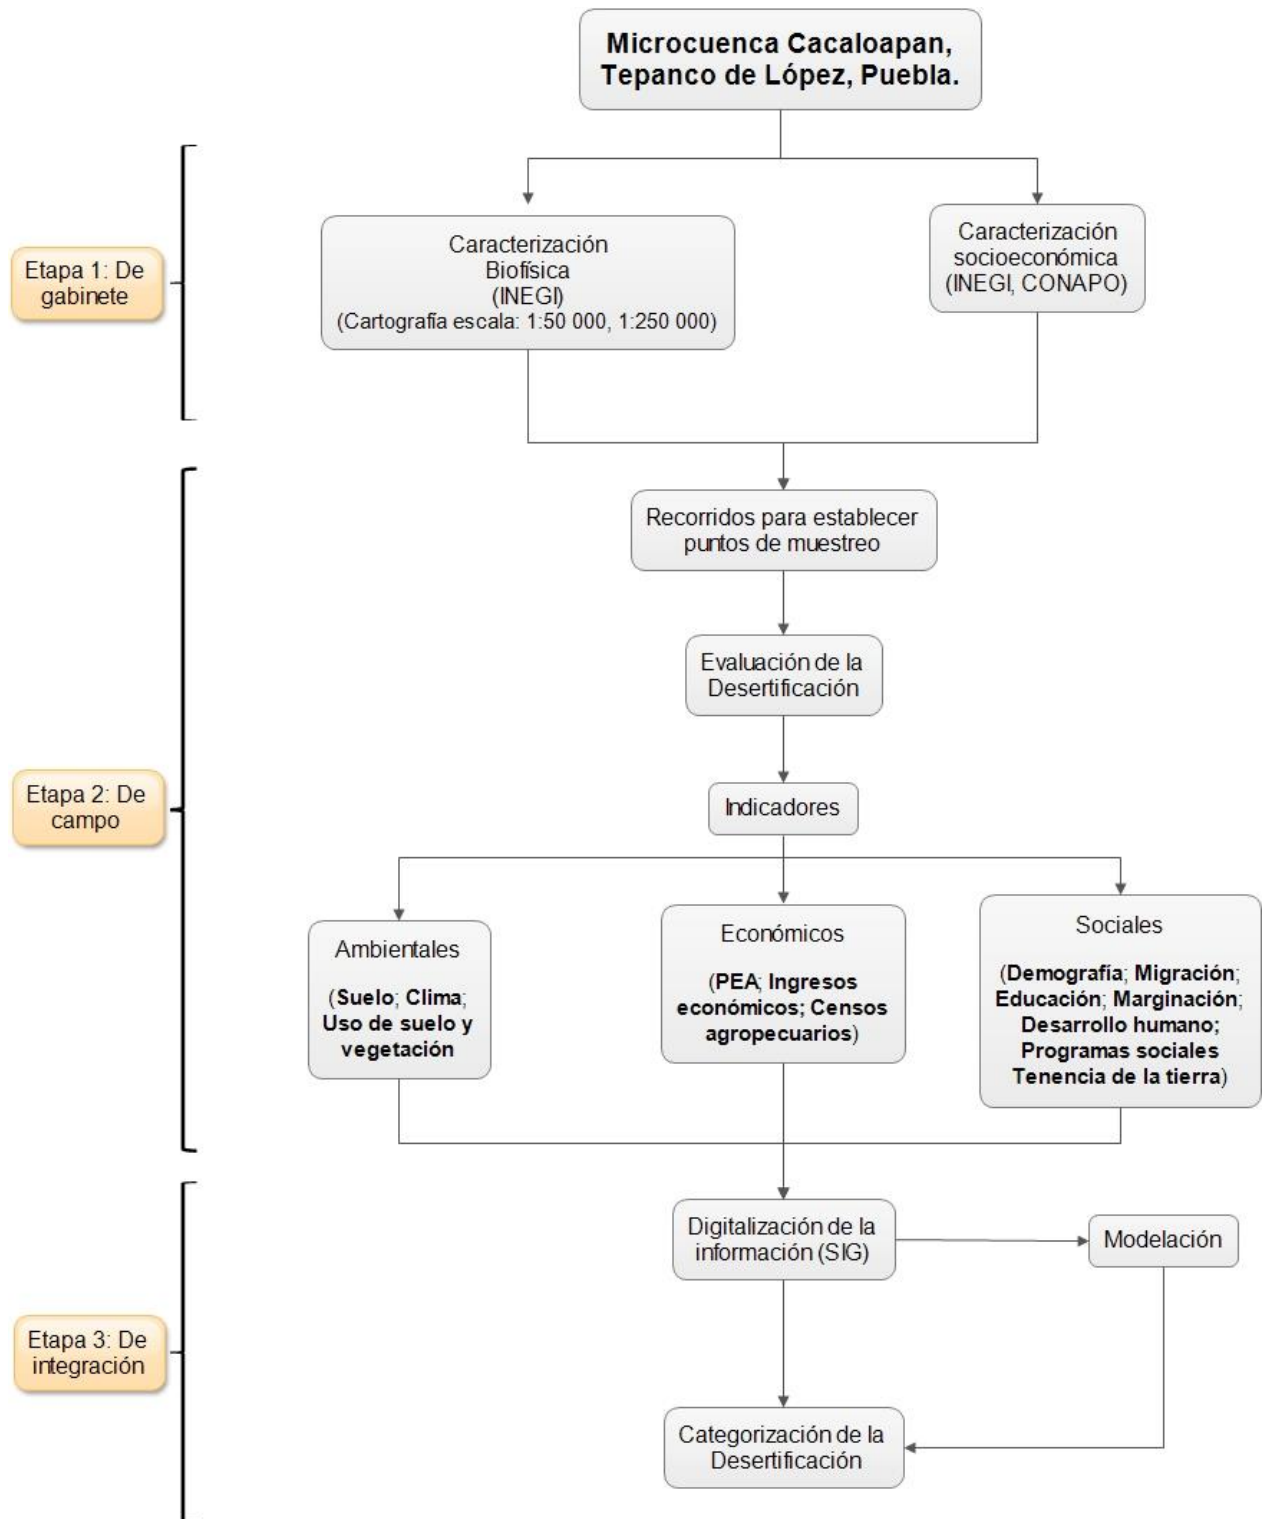 Microcuenca Cacaloapan,
Tepanco de López, Puebla.
Etapa 1: De
gabinete
Caracterización
Biofísica
(INEGI)
(Cartografía escala: 1:50 000, 1:250 000)
Caracterización
socioeconómica
(INEGI, CONAPO)
Etapa 2: De
campo
Recorridos para establecer
puntos de muestreo
Evaluación de la
Desertificación
Indicadores
Ambientales
(Suelo; Clima;
Uso de suelo y
vegetación
Económicos
(PEA; Ingresos
económicos; Censos
agropecuarios)
Sociales
(Demografía; Migración;
Educación; Marginación;
Desarrollo humano;
Programas sociales
Tenencia de la tierra)
Etapa 3: De
integración
Digitalización de la
información (SIG)
Modelación
Categorización de la
Desertificación